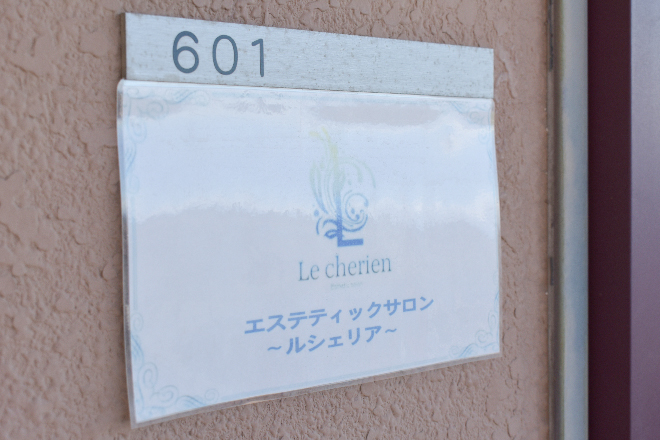 601
L
Le cherien
エステティックサロン
~ルシェリア~